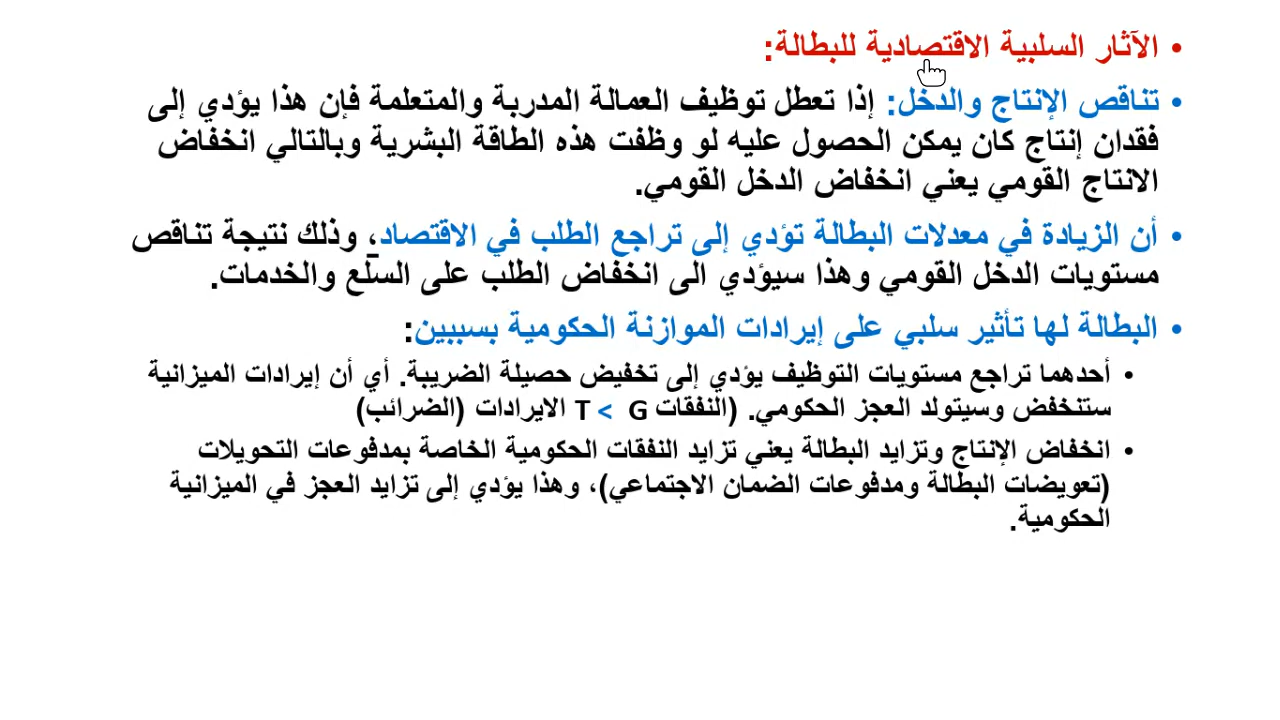 • الآثار السلبية الاقتصادية للبطالة:
• تناقص الإنتاج والدخل: إذا تعطل توظيف العمالة المدربة والمتعلمة فإن هذا يؤدي إلى
فقدان إنتاج كان يمكن الحصول عليه لو وظفت هذه الطاقة البشرية وبالتالي انخفاض
الانتاج القومي يعني انخفاض الدخل القومي.
• أن الزيادة في معدلات البطالة تؤدي إلى تراجع الطلب في الاقتصاد، وذلك نتيجة تناقص
مستويات الدخل القومي وهذا سيؤدي الى انخفاض الطلب على السلع والخدمات.
• البطالة لها تأثير سلبي على إيرادات الموازنة الحكومية بسببين:
• أحدهما تراجع مستويات التوظيف يؤدي إلى تخفيض حصيلة الضريبة. أي أن إيرادات الميزانية
ستنخفض وسيتولد العجز الحكومي. (النفقات T < G الايرادات (الضرائب)
• انخفاض الإنتاج وتزايد البطالة يعني تزايد النفقات الحكومية الخاصة بمدفوعات التحويلات
(تعويضات البطالة ومدفوعات الضمان الاجتماعي)، وهذا يؤدي إلى تزايد العجز في الميزانية
الحكومية.